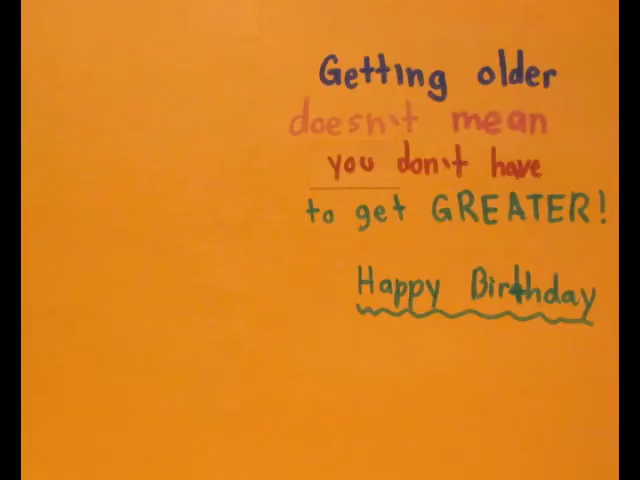 Getting older
doesn't mean
you don't have
to get GREATER!
Happy Birthday